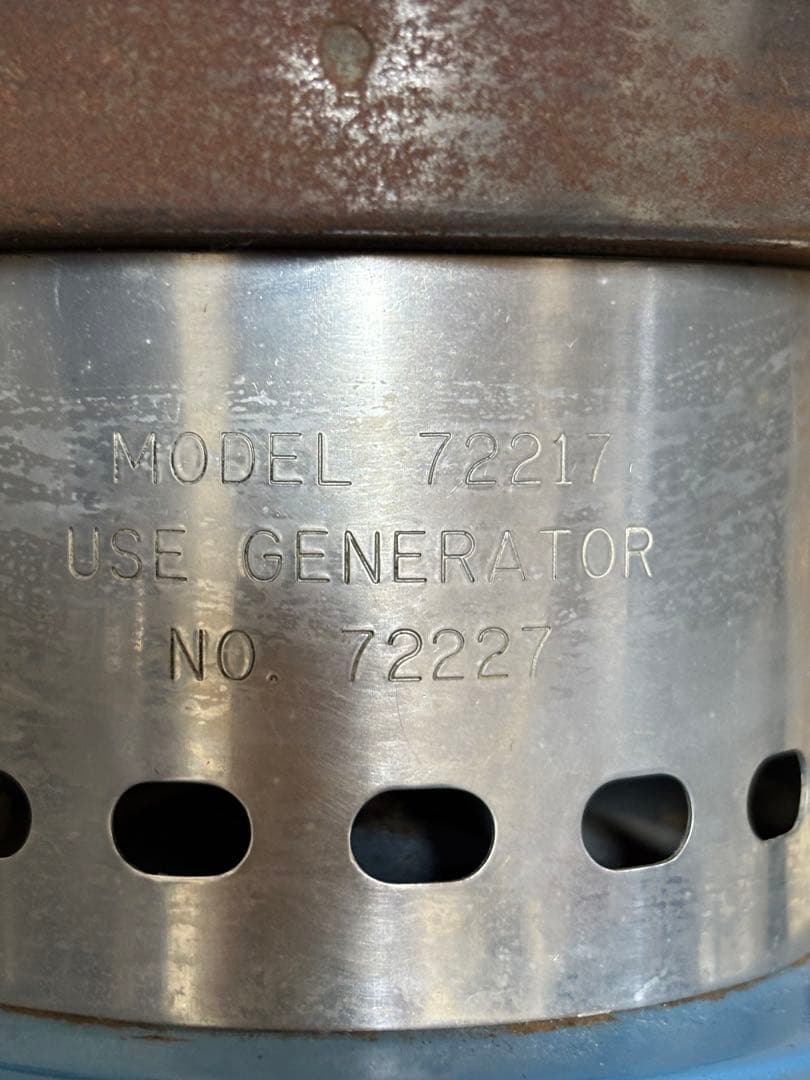 MODEL 72217
USE GENERATOR
NO. 72227